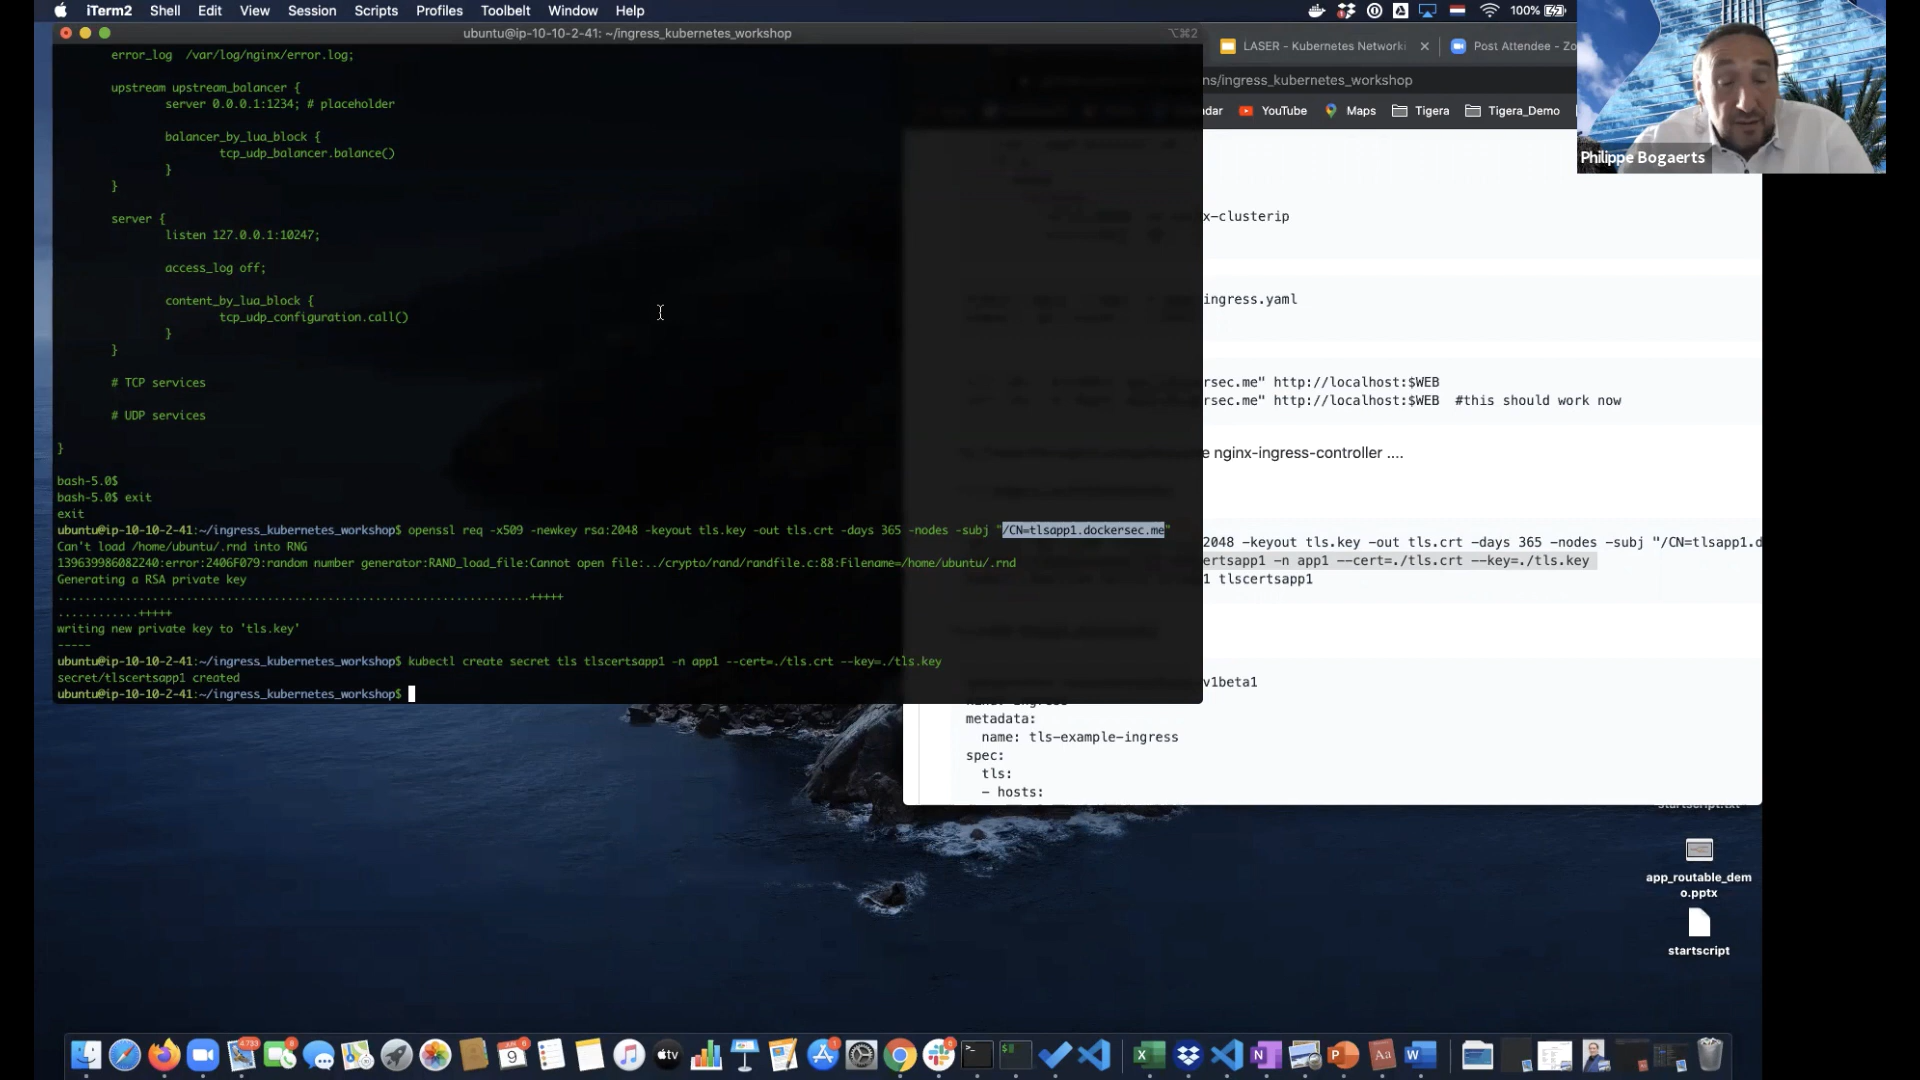 iTerm2 Shell Edit View Session Scripts Profiles Toolbelt Window Help
100%
ubuntu@ip-10-10-2-41: ~/ingress_kubernetes_workshop
⌥⌘2
error_log /var/log/nginx/error.log;
upstream upstream_balancer {
server 0.0.0.1:1234; # placeholder
balancer_by_lua_block {
tcp_udp_balancer.balance()
}
}
server {
listen 127.0.0.1:10247;
access_log off;
content_by_lua_block {
tcp_udp_configuration.call()
}
}
# TCP services
# UDP services
}
bash-5.0$
bash-5.0$ exit
exit
ubuntu@ip-10-10-2-41:~/ingress_kubernetes_workshop$ openssl req -x509 -newkey rsa:2048 -keyout tls.key -out tls.crt -days 365 -nodes -subj "/CN=tlsapp1.dockersec.me"
Can't load /home/ubuntu/.rnd into RNG
139639986082240:error:2406F079:random number generator:RAND_load_file:Cannot open file:../crypto/rand/randfile.c:88:Filename=/home/ubuntu/.rnd
Generating a RSA private key
.....................................................................+++++
............+++++
writing new private key to 'tls.key'
-----
ubuntu@ip-10-10-2-41:~/ingress_kubernetes_workshop$ kubectl create secret tls tlscertsapp1 -n app1 --cert=./tls.crt --key=./tls.key
secret/tlscertsapp1 created
ubuntu@ip-10-10-2-41:~/ingress_kubernetes_workshop$
LASER - Kubernetes Networki
Post Attendee - Zo
ns/ingress_kubernetes_workshop
dar YouTube Maps Tigera Tigera_Demo
Philippe Bogaerts
x-clusterip
ingress.yaml
rsec.me" http://localhost:$WEB
rsec.me" http://localhost:$WEB #this should work now
e nginx-ingress-controller ....
2048 -keyout tls.key -out tls.crt -days 365 -nodes -subj "/CN=tlsapp1.d
ertsapp1 -n app1 --cert=./tls.crt --key=./tls.key
1 tlscertsapp1
v1beta1
metadata:
name: tls-example-ingress
spec:
tls:
- hosts:
startscript.txt
app_routable_dem
o.pptx
startscript
4,733
9
tv